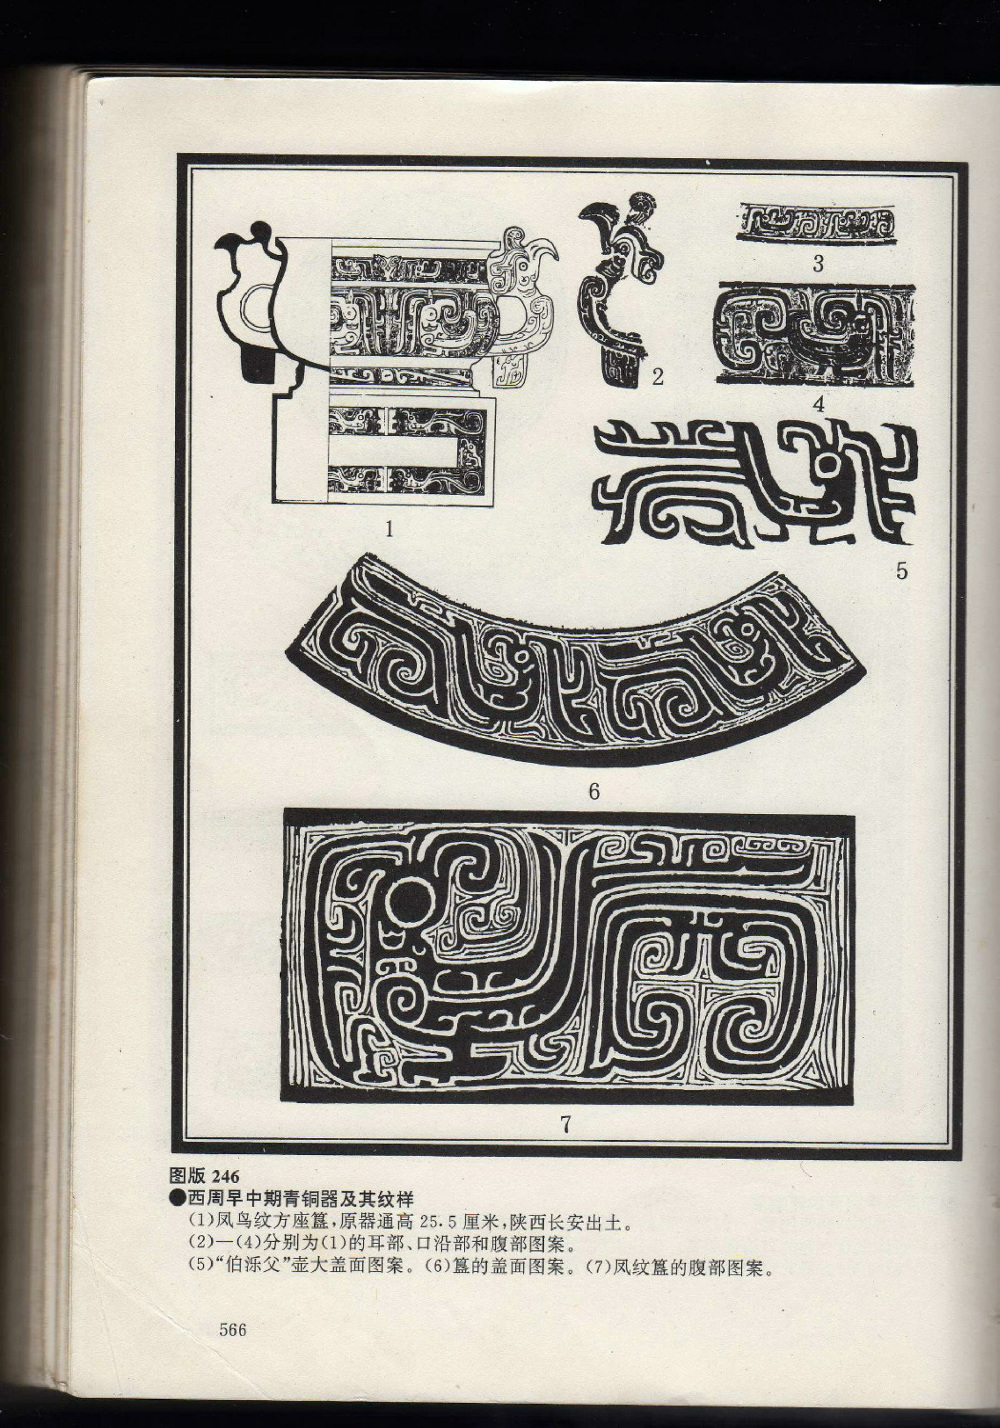 1
2
3
4
5
6
7
图版 246
●西周早中期青铜器及其纹样
(1)凤鸟纹方座簋,原器通高 25.5 厘米,陕西长安出土。
(2)—(4)分别为(1)的耳部、口沿部和腹部图案。
(5)“伯泺父”壶大盖面图案。(6)簋的盖面图案。(7)凤纹簋的腹部图案。
566